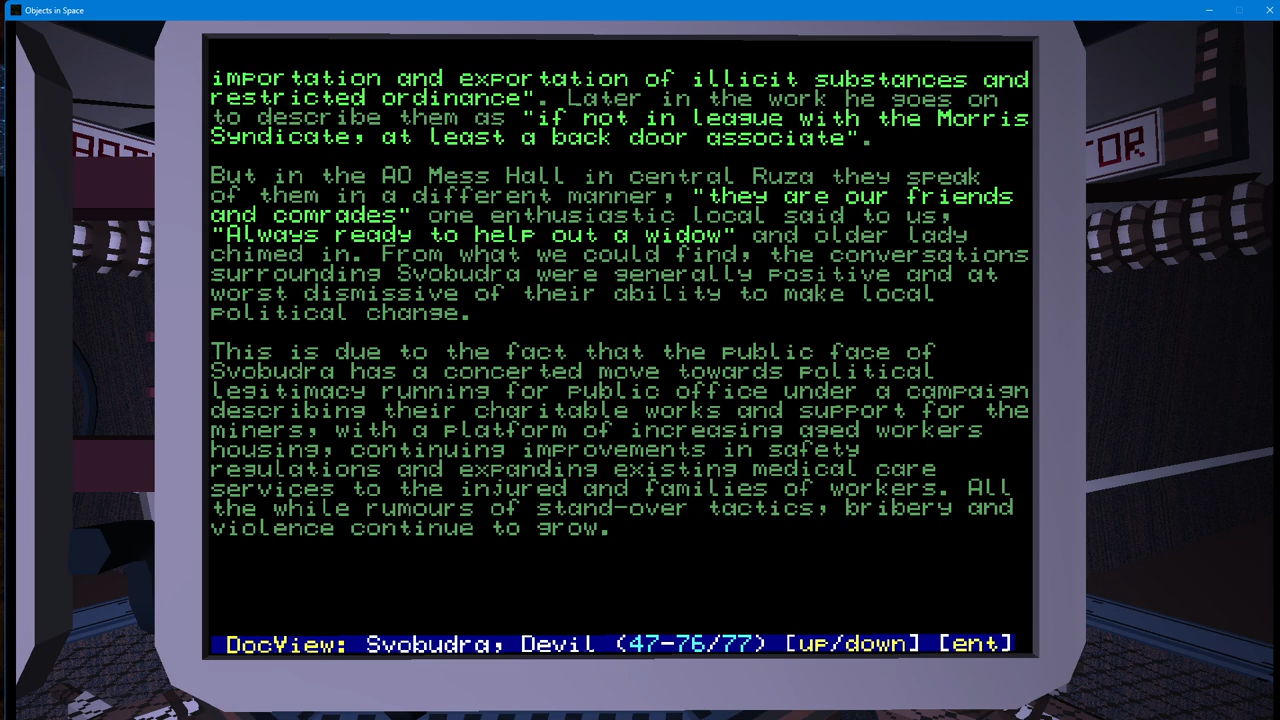 Objects in Space
importation and exportation of illicit substances and
restricted ordinance". Later in the work he goes on
to describe them as "if not in league with the Morris
Syndicate, at least a back door associate".
But in the AO Mess Hall in central Ruza they speak
of them in a different manner, "they are our friends
and comrades" one enthusiastic local said to us,
"Always ready to help out a widow" and older lady
chimed in. From what we could find, the conversations
surrounding Svobudra were generally positive and at
worst dismissive of their ability to make local
political change.
This is due to the fact that the public face of
Svobudra has a concerted move towards political
legitimacy running for public office under a campaign
describing their charitable works and support for the
miners, with a platform of increasing aged workers
housing, continuing improvements in safety
regulations and expanding existing medical care
services to the injured and families of workers. All
the while rumours of stand-over tactics, bribery and
violence continue to grow.
DocView: Svobudra, Devil (47-76/77) [up/down] [ent]
TOR